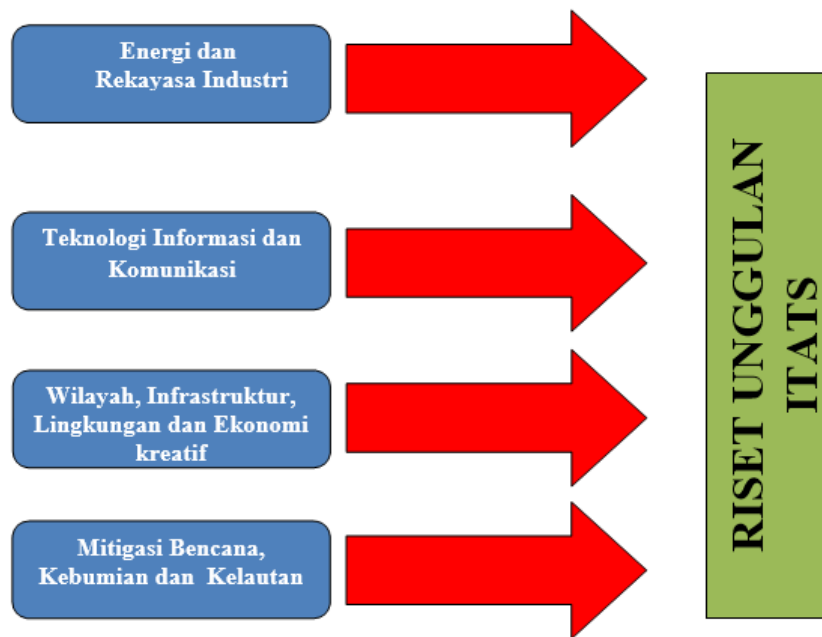 Energi dan
Rekayasa Industri
Teknologi Informasi dan
Komunikasi
Wilayah, Infrastruktur,
Lingkungan dan Ekonomi
kreatif
Mitigasi Bencana,
Kebumian dan Kelautan
RISET UNGGULAN
ITATS